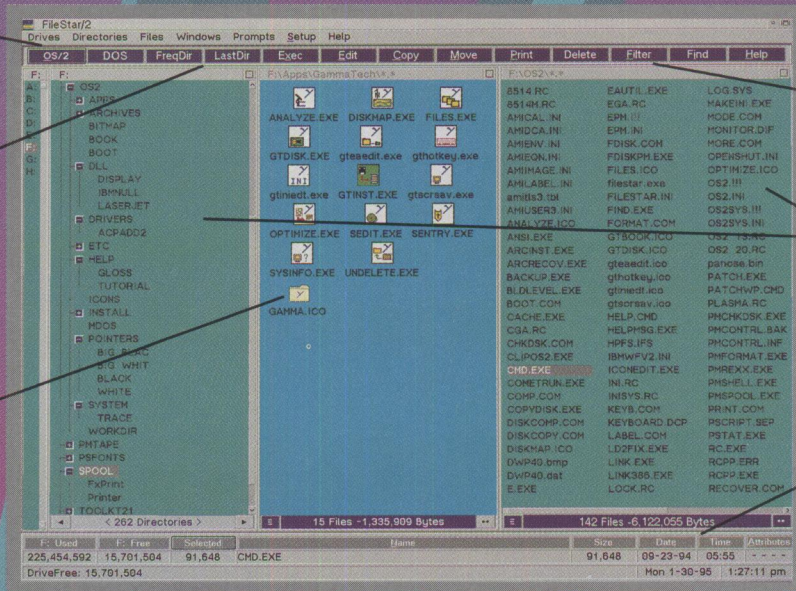 FileStar/2
Drives Directories Files Windows Prompts Setup Help
OS/2 DOS FreqDir LastDir Exec Edit Copy Move Print Delete Filter Find Help
F: F: F:\Apps\GammaTech\*.* F:\OS2\*.*
A:
B:
C:
D:
E:
F:
G:
H:
OS2
APPS
ARCHIVES
BITMAP
BOOK
BOOT
DLL
DISPLAY
IBMNULL
LASERJET
DRIVERS
ACPADD2
ETC
HELP
GLOSS
TUTORIAL
ICONS
INSTALL
MDOS
POINTERS
BIG_BLAC
BIG_WHIT
BLACK
WHITE
SYSTEM
TRACE
WORKDIR
PMTAPE
PSFONTS
SPOOL
FxPrint
Printer
TOOLKT21
< 262 Directories >
ANALYZE.EXE DISKMAP.EXE FILES.EXE
GTDISK.EXE gteaedit.exe gthotkey.exe
gtiniedt.exe GTINST.EXE gtscrsav.exe
OPTIMIZE.EXE SEDIT.EXE SENTRY.EXE
SYSINFO.EXE UNDELETE.EXE
GAMMA.ICO
E 15 Files -1,335,909 Bytes
8514.RC EAUTIL.EXE LOG.SYS
8514H.RC EGA.RC MAKEINI.EXE
AMICAL.INI EPM.!!! MODE.COM
AMIDCA.INI EPM.INI MONITOR.DIF
AMIENV.INI FDISK.COM MORE.COM
AMIEQN.INI FDISKPM.EXE OPENSHUT.INI
AMIIMAGE.INI FILES.ICO OPTIMIZE.ICO
AMILABEL.INI filestar.exe OS2.!!!
amitls3.tbl FILESTAR.INI OS2.INI
AMIUSER3.INI FIND.EXE OS2SYS.!!!
ANALYZE.ICO FORMAT.COM OS2SYS.INI
ANSI.EXE GTBOOK.ICO OS2_13.RC
ARCINST.EXE GTDISK.ICO OS2_20.RC
ARCRECOV.EXE gteaedit.ico panose.bin
BACKUP.EXE gthotkey.ico PATCH.EXE
BLDLEVEL.EXE gtiniedt.ico PATCHWP.CMD
BOOT.COM gtscrsav.ico PLASMA.RC
CACHE.EXE HELP.CMD PMCHKDSK.EXE
CGA.RC HELPMSG.EXE PMCONTRL.BAK
CHKDSK.COM HPFS.IFS PMCONTRL.INF
CLIPOS2.EXE IBMWFV2.INI PMFORMAT.EXE
CMD.EXE ICONEDIT.EXE PMREXX.EXE
COMETRUN.EXE INI.RC PMSHELL.EXE
COMP.COM INISYS.RC PMSPOOL.EXE
COPYDISK.EXE KEYB.COM PRINT.COM
DISKCOMP.COM KEYBOARD.DCP PSCRIPT.SEP
DISKCOPY.COM LABEL.COM PSTAT.EXE
DISKMAP.ICO LD2FIX.EXE RC.EXE
DWP40.bmp LINK.EXE RCPP.ERR
DWP40.dat LINK386.EXE RCPP.EXE
E.EXE LOCK.RC RECOVER.COM
E 142 Files -6,122,055 Bytes
F: Used F: Free Selected Name Size Date Time Attributes
225,454,592 15,701,504 91,648 CMD.EXE 91,648 09-23-94 05:55 - - - -
DriveFree: 15,701,504 Mon 1-30-95 1:27:11 pm